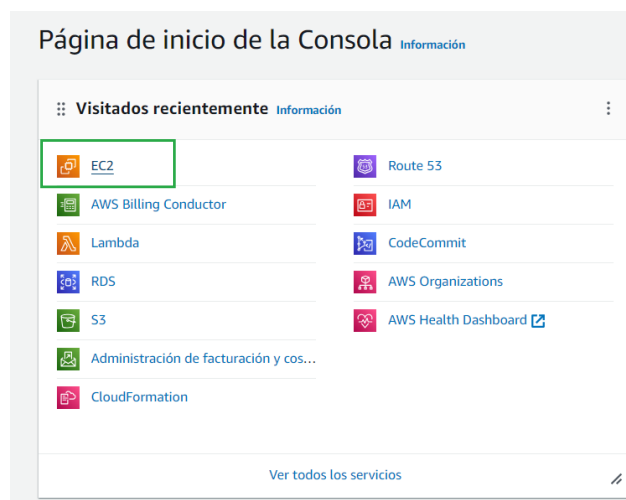 Página de inicio de la Consola Información
Visitados recientemente Información
EC2
AWS Billing Conductor
Lambda
RDS
S3
Administración de facturación y cos...
CloudFormation
Route 53
IAM
CodeCommit
AWS Organizations
AWS Health Dashboard
Ver todos los servicios